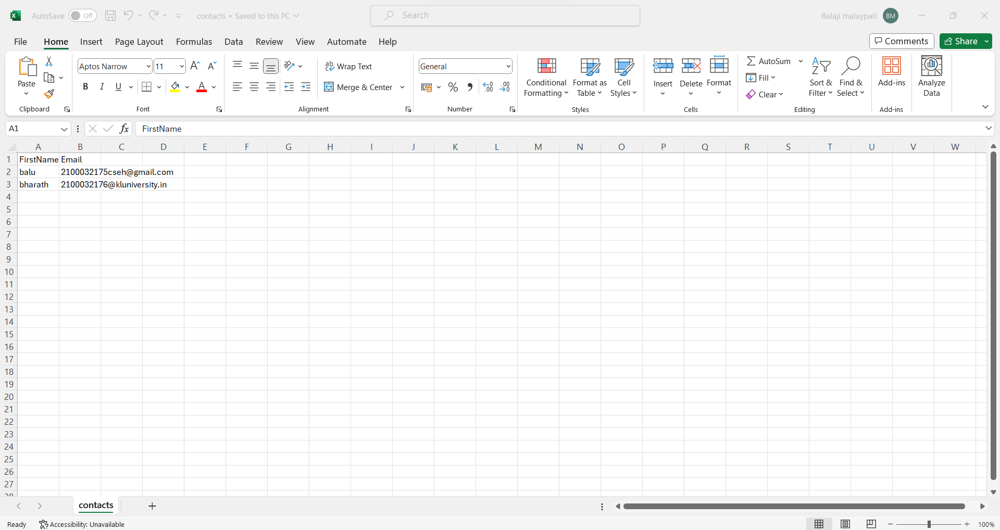 AutoSave Off contacts • Saved to this PC Search Balaji malaypati BM
File Home Insert Page Layout Formulas Data Review View Automate Help Comments Share
Paste
Clipboard
Aptos Narrow 11
B I U A
Font
Wrap Text
Merge & Center
Alignment
General
Number
Conditional Formatting
Format as Table
Cell Styles
Styles
Insert Delete Format
Cells
AutoSum
Fill
Clear
Sort & Filter
Find & Select
Editing
Add-ins
Add-ins
Analyze Data
A1 fx FirstName
A B C D E F G H I J K L M N O P Q R S T U V W
1 FirstName Email
2 balu 2100032175cseh@gmail.com
3 bharath 2100032176@kluniversity.in
4
5
6
7
8
9
10
11
12
13
14
15
16
17
18
19
20
21
22
23
24
25
26
27
28
contacts
Ready Accessibility: Unavailable 100%